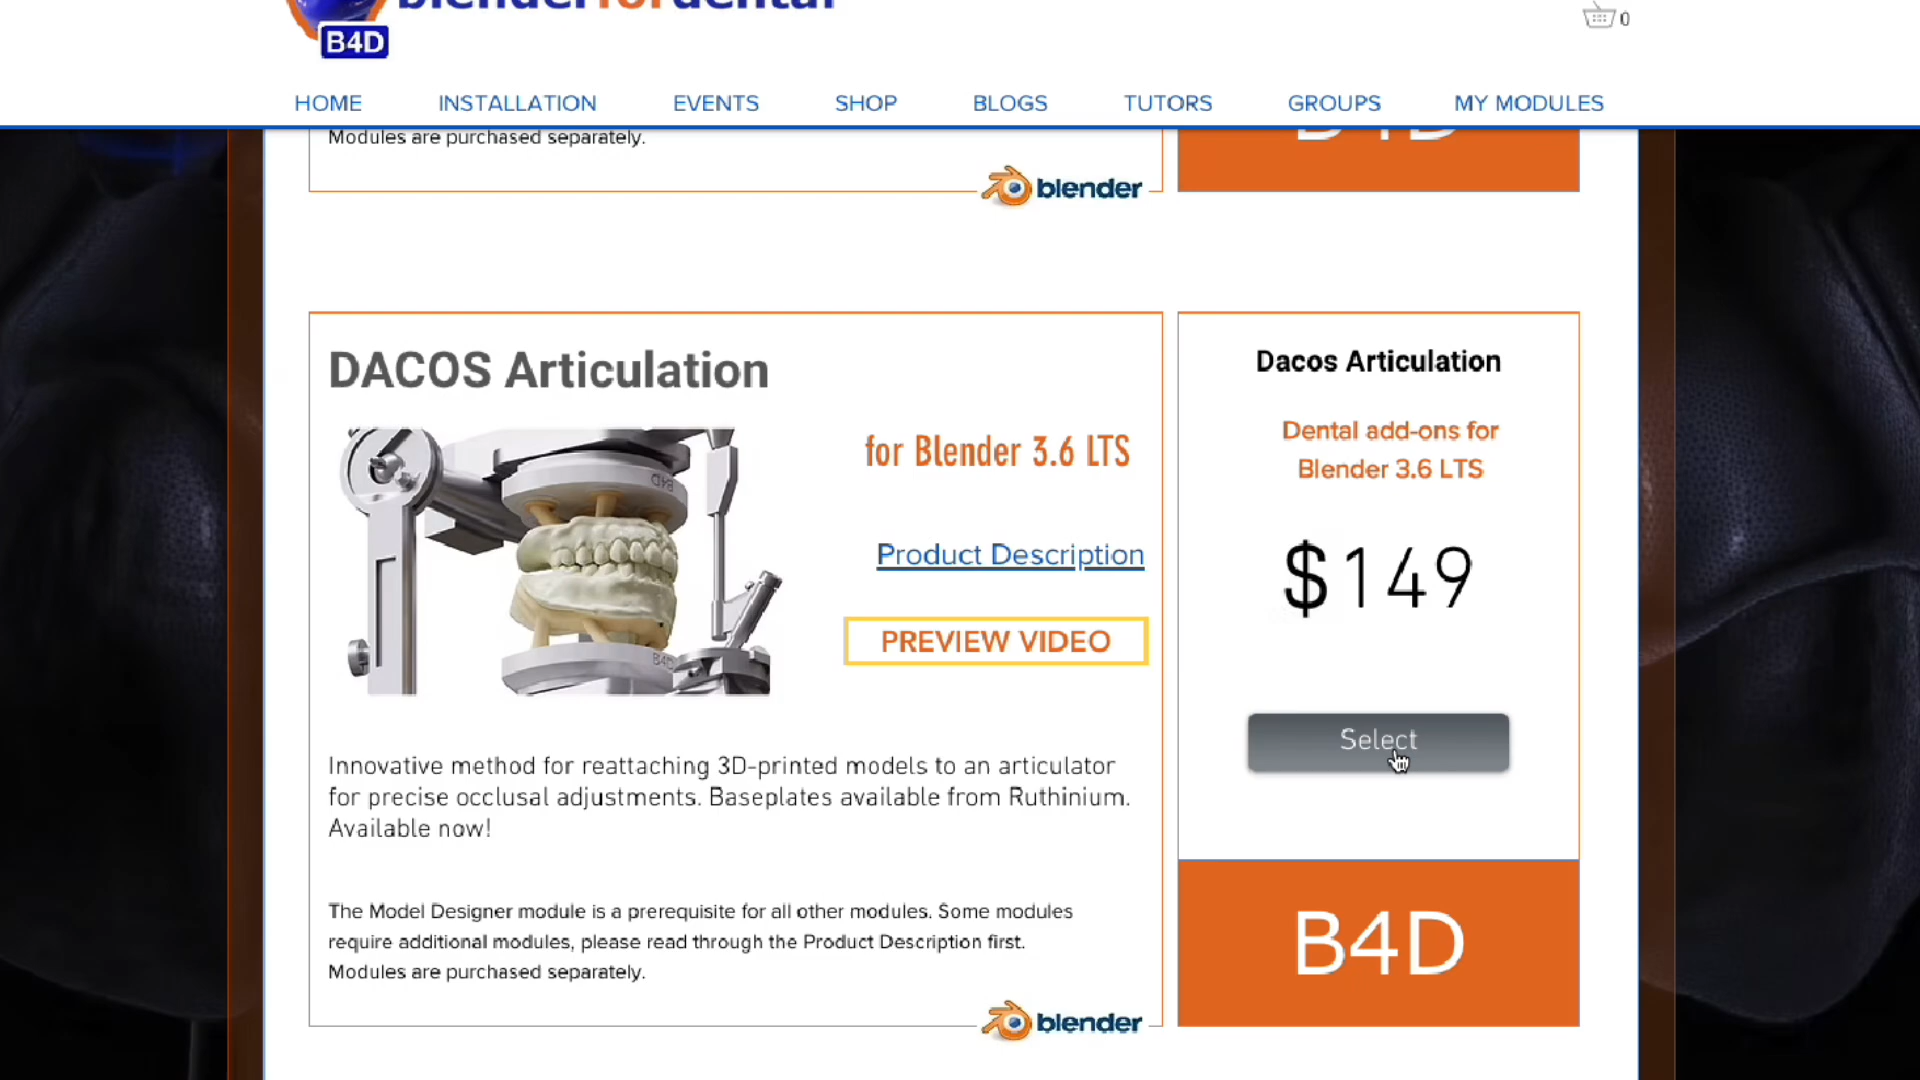 blenderfordental
B4D
0
HOME INSTALLATION EVENTS SHOP BLOGS TUTORS GROUPS MY MODULES
Modules are purchased separately.
B4D
blender
DACOS Articulation
for Blender 3.6 LTS
Product Description
PREVIEW VIDEO
B4D
B4D
Innovative method for reattaching 3D-printed models to an articulator
for precise occlusal adjustments. Baseplates available from Ruthinium.
Available now!
The Model Designer module is a prerequisite for all other modules. Some modules
require additional modules, please read through the Product Description first.
Modules are purchased separately.
blender
Dacos Articulation
Dental add-ons for
Blender 3.6 LTS
$149
Select
B4D